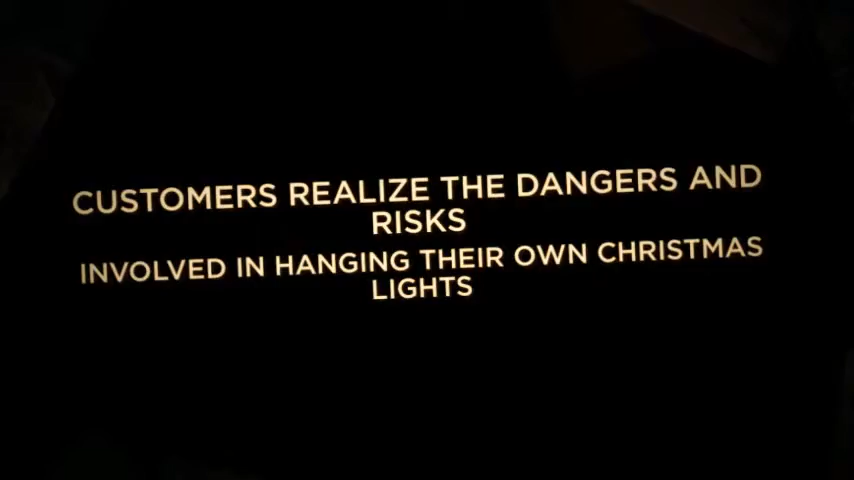 CUSTOMERS REALIZE THE DANGERS AND
RISKS
INVOLVED IN HANGING THEIR OWN CHRISTMAS
LIGHTS